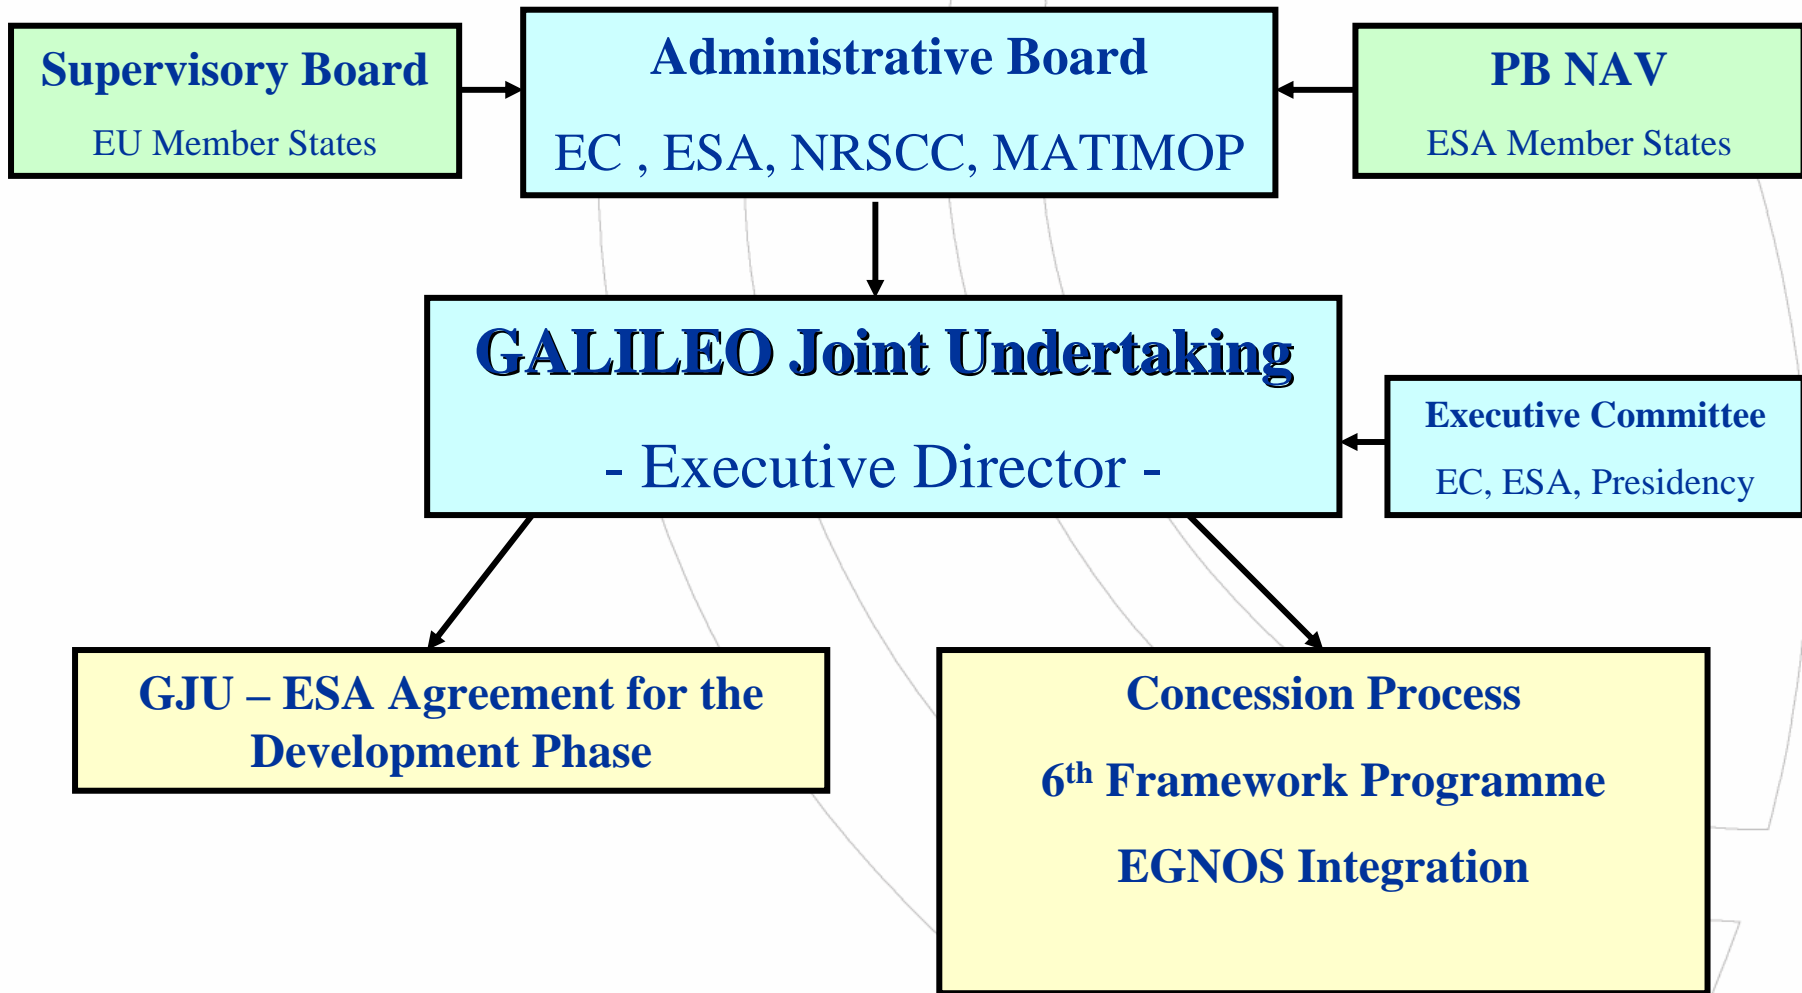 Supervisory Board
EU Member States
Administrative Board
EC , ESA, NRSCC, MATIMOP
PB NAV
ESA Member States
GALILEO Joint Undertaking
- Executive Director -
Executive Committee
EC, ESA, Presidency
GJU – ESA Agreement for the
Development Phase
Concession Process
6th Framework Programme
EGNOS Integration